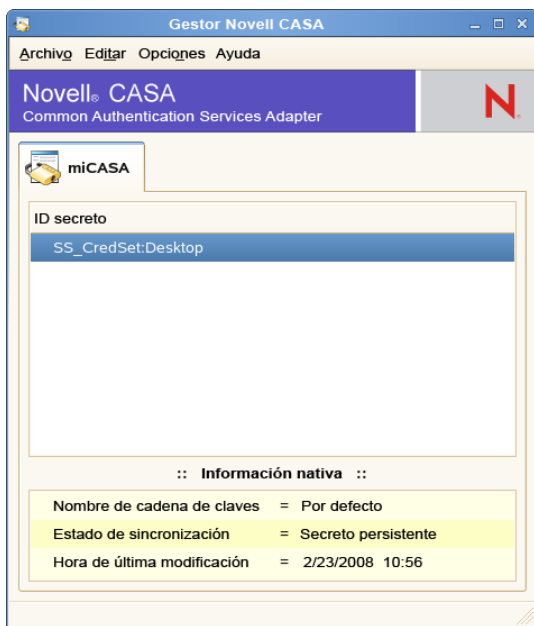 Gestor Novell CASA
Archivo Editar Opciones Ayuda
Novell® CASA
Common Authentication Services Adapter
N®
miCASA
ID secreto
SS_CredSet:Desktop
:: Información nativa ::
Nombre de cadena de claves = Por defecto
Estado de sincronización = Secreto persistente
Hora de última modificación = 2/23/2008 10:56